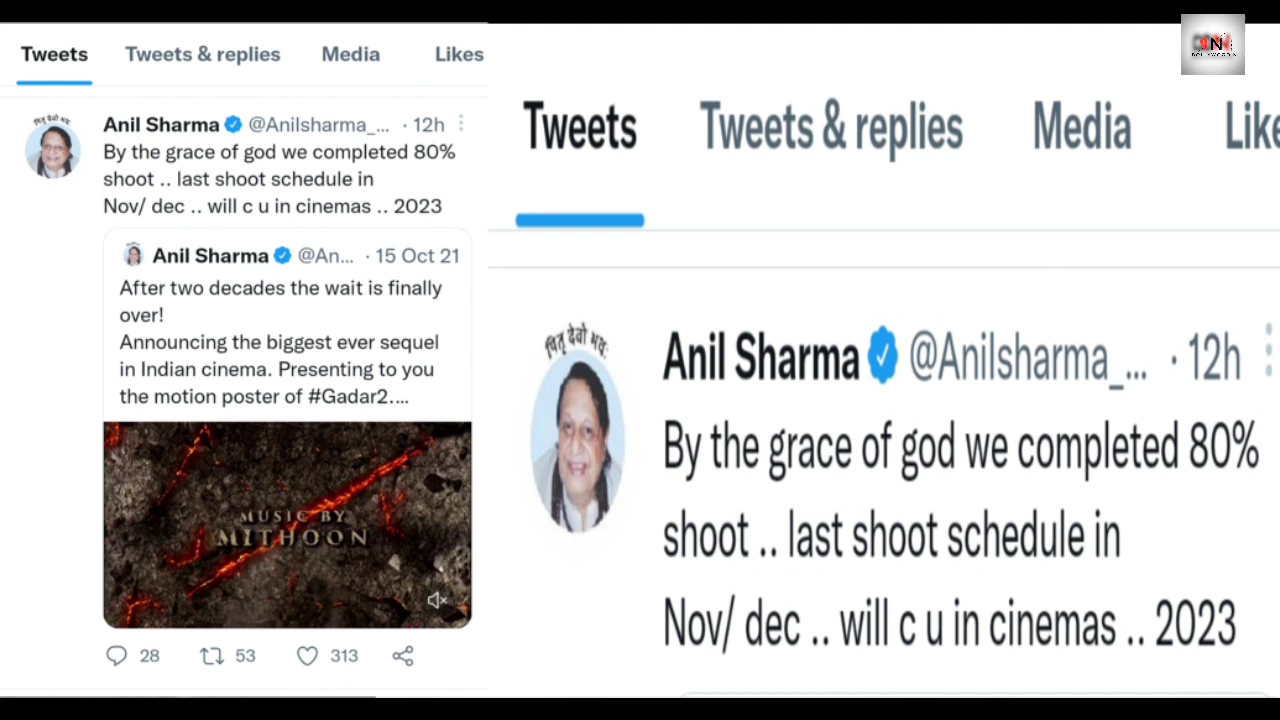 Tweets Tweets & replies Media Likes
पितृ देवो भवः
Anil Sharma @Anilsharma_... · 12h
By the grace of god we completed 80%
shoot .. last shoot schedule in
Nov/ dec .. will c u in cinemas .. 2023
Anil Sharma @An... · 15 Oct 21
After two decades the wait is finally
over!
Announcing the biggest ever sequel
in Indian cinema. Presenting to you
the motion poster of #Gadar2....
MUSIC BY
MITHOON
28 53 313
Tweets Tweets & replies Media Like
पितृ देवो भवः
Anil Sharma @Anilsharma_... · 12h
By the grace of god we completed 80%
shoot .. last shoot schedule in
Nov/ dec .. will c u in cinemas .. 2023